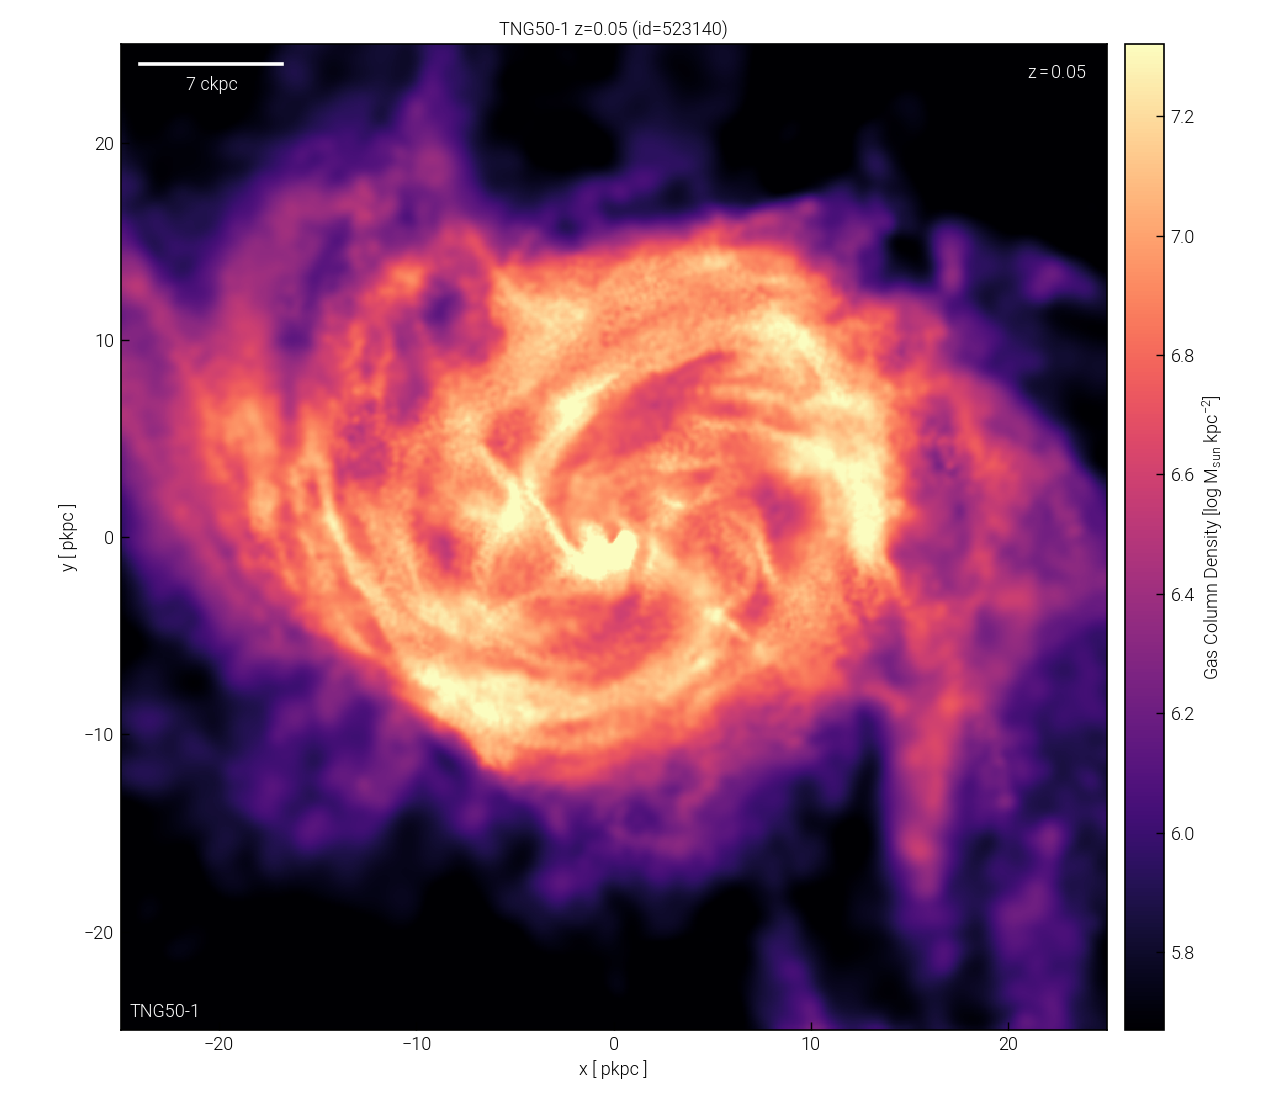 TNG50-1 z=0.05 (id=523140)
7 ckpc
z=0.05
TNG50-1
20
10
0
−10
−20
y [ pkpc ]
−20
−10
0
10
20
x [ pkpc ]
7.2
7.0
6.8
6.6
6.4
6.2
6.0
5.8
Gas Column Density [log M_sun kpc⁻²]